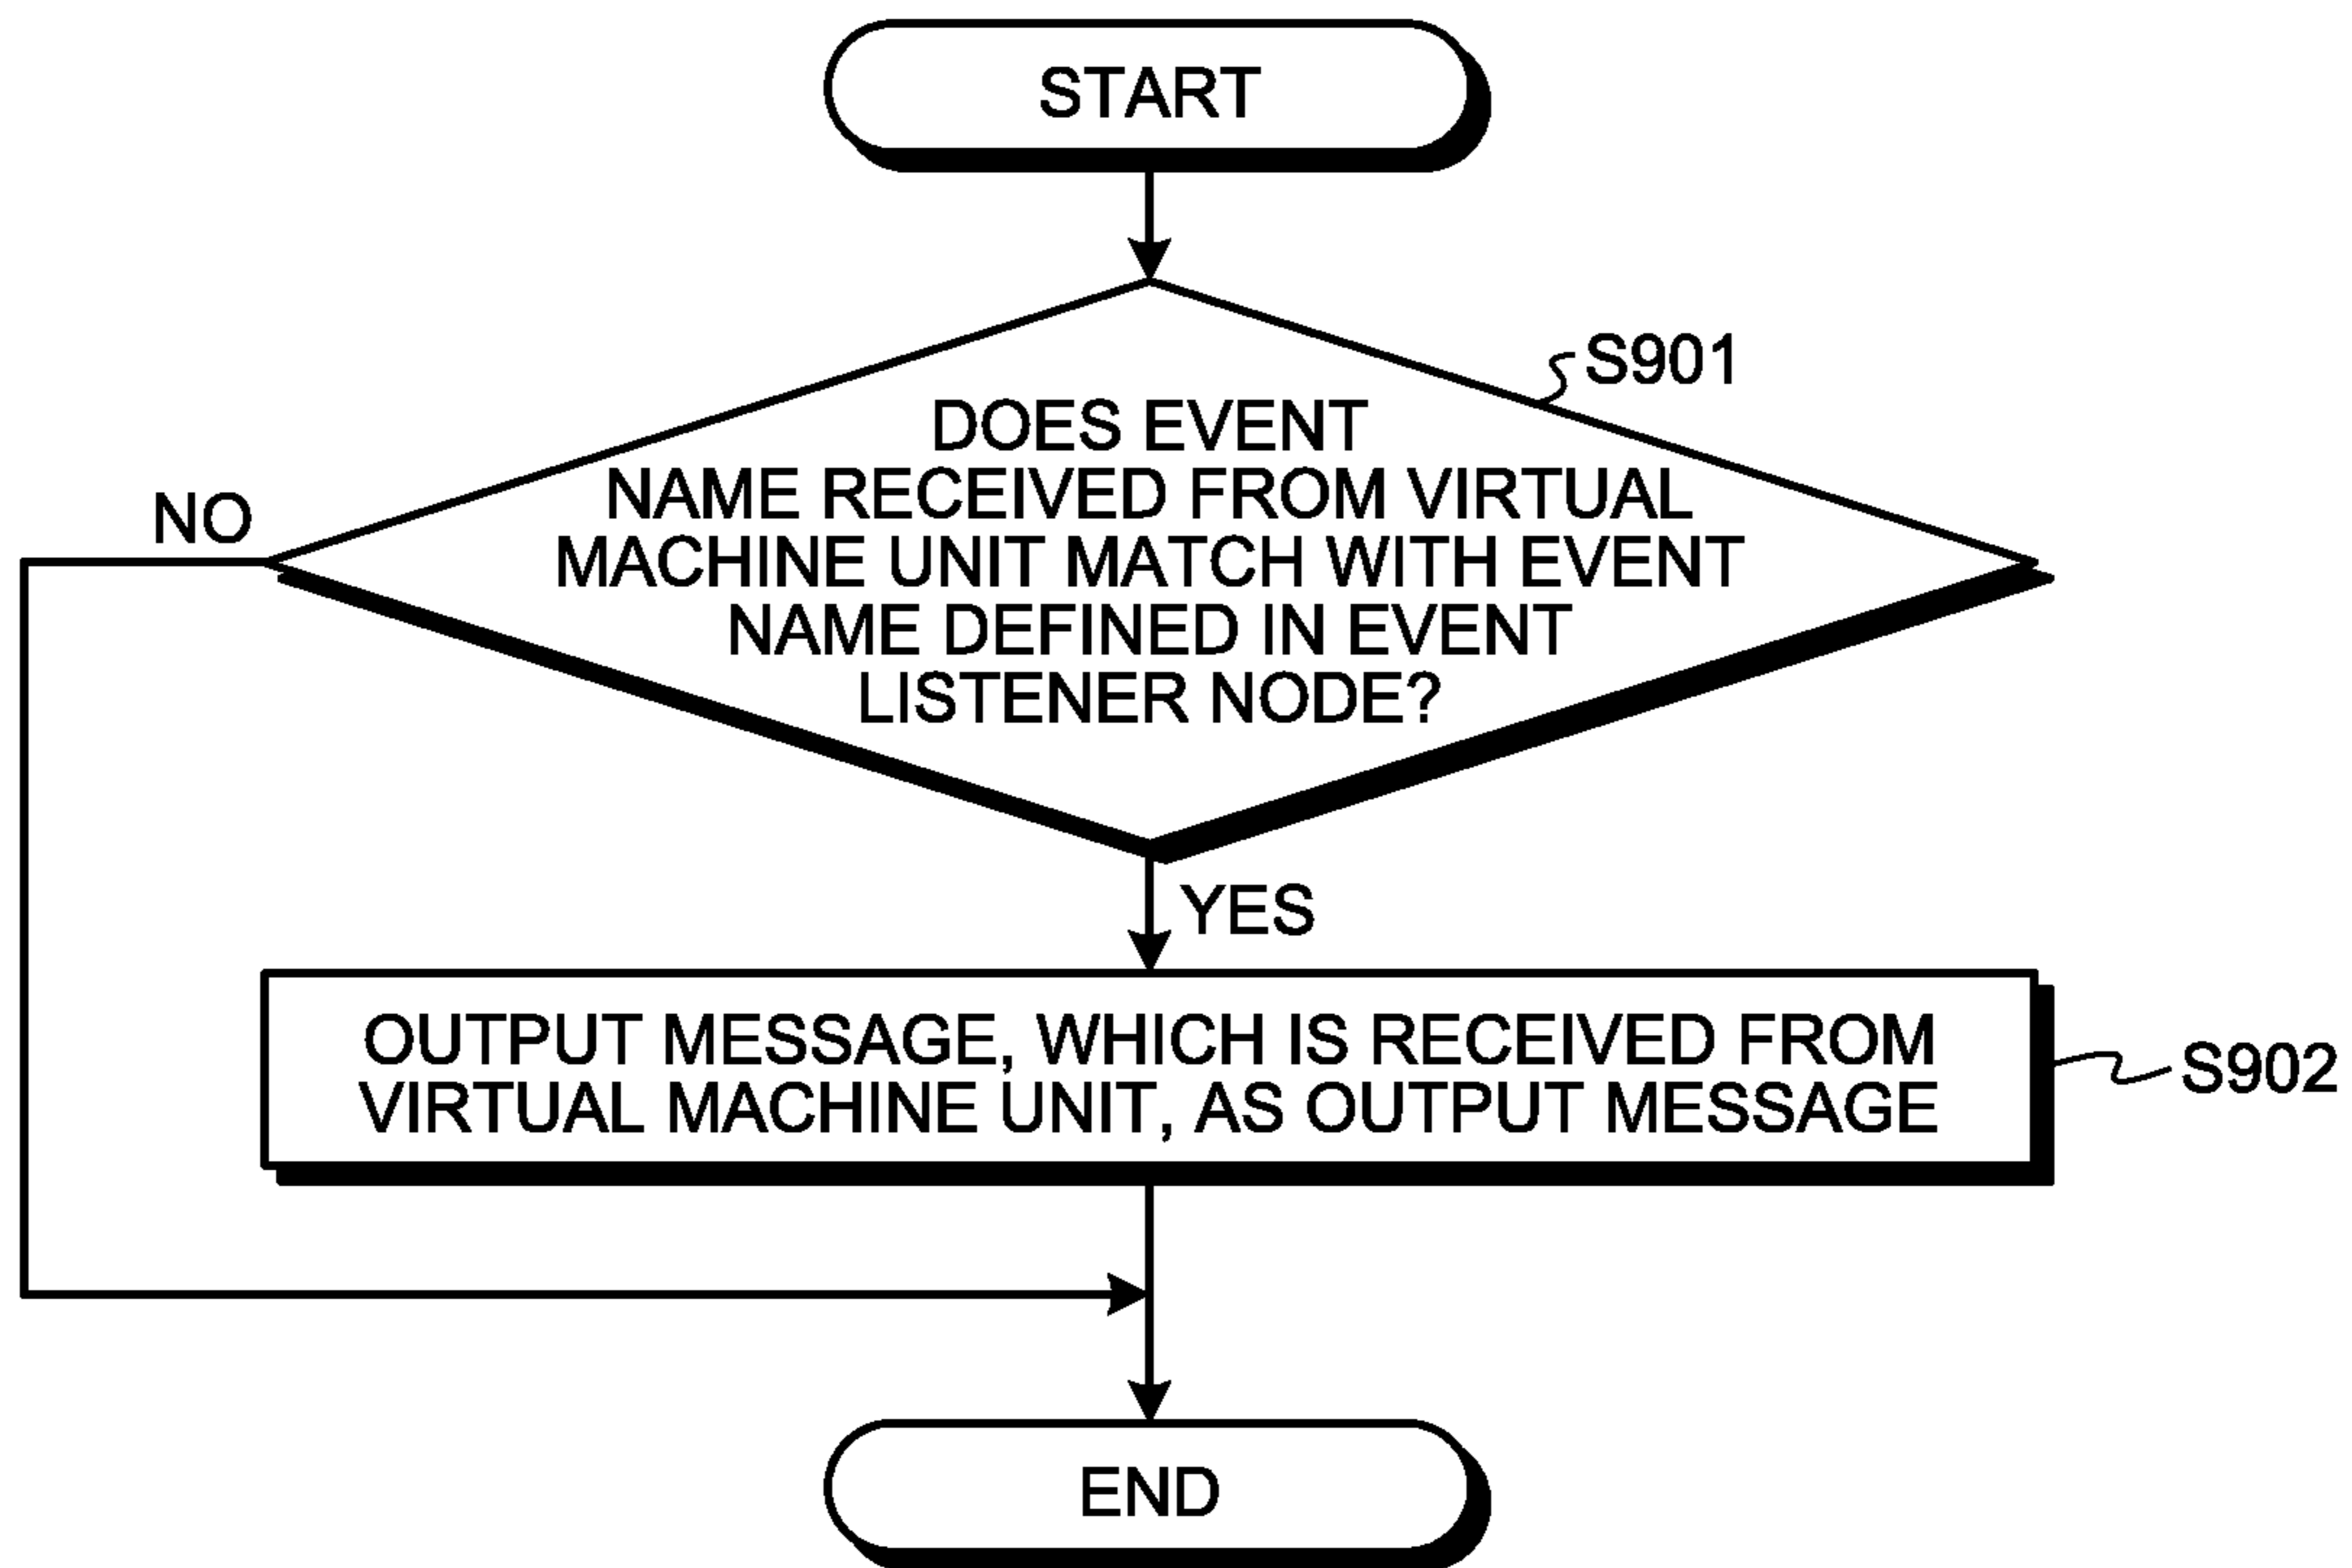 START
S901
DOES EVENT
NAME RECEIVED FROM VIRTUAL
MACHINE UNIT MATCH WITH EVENT
NAME DEFINED IN EVENT
LISTENER NODE?
NO
YES
OUTPUT MESSAGE, WHICH IS RECEIVED FROM
VIRTUAL MACHINE UNIT, AS OUTPUT MESSAGE
S902
END